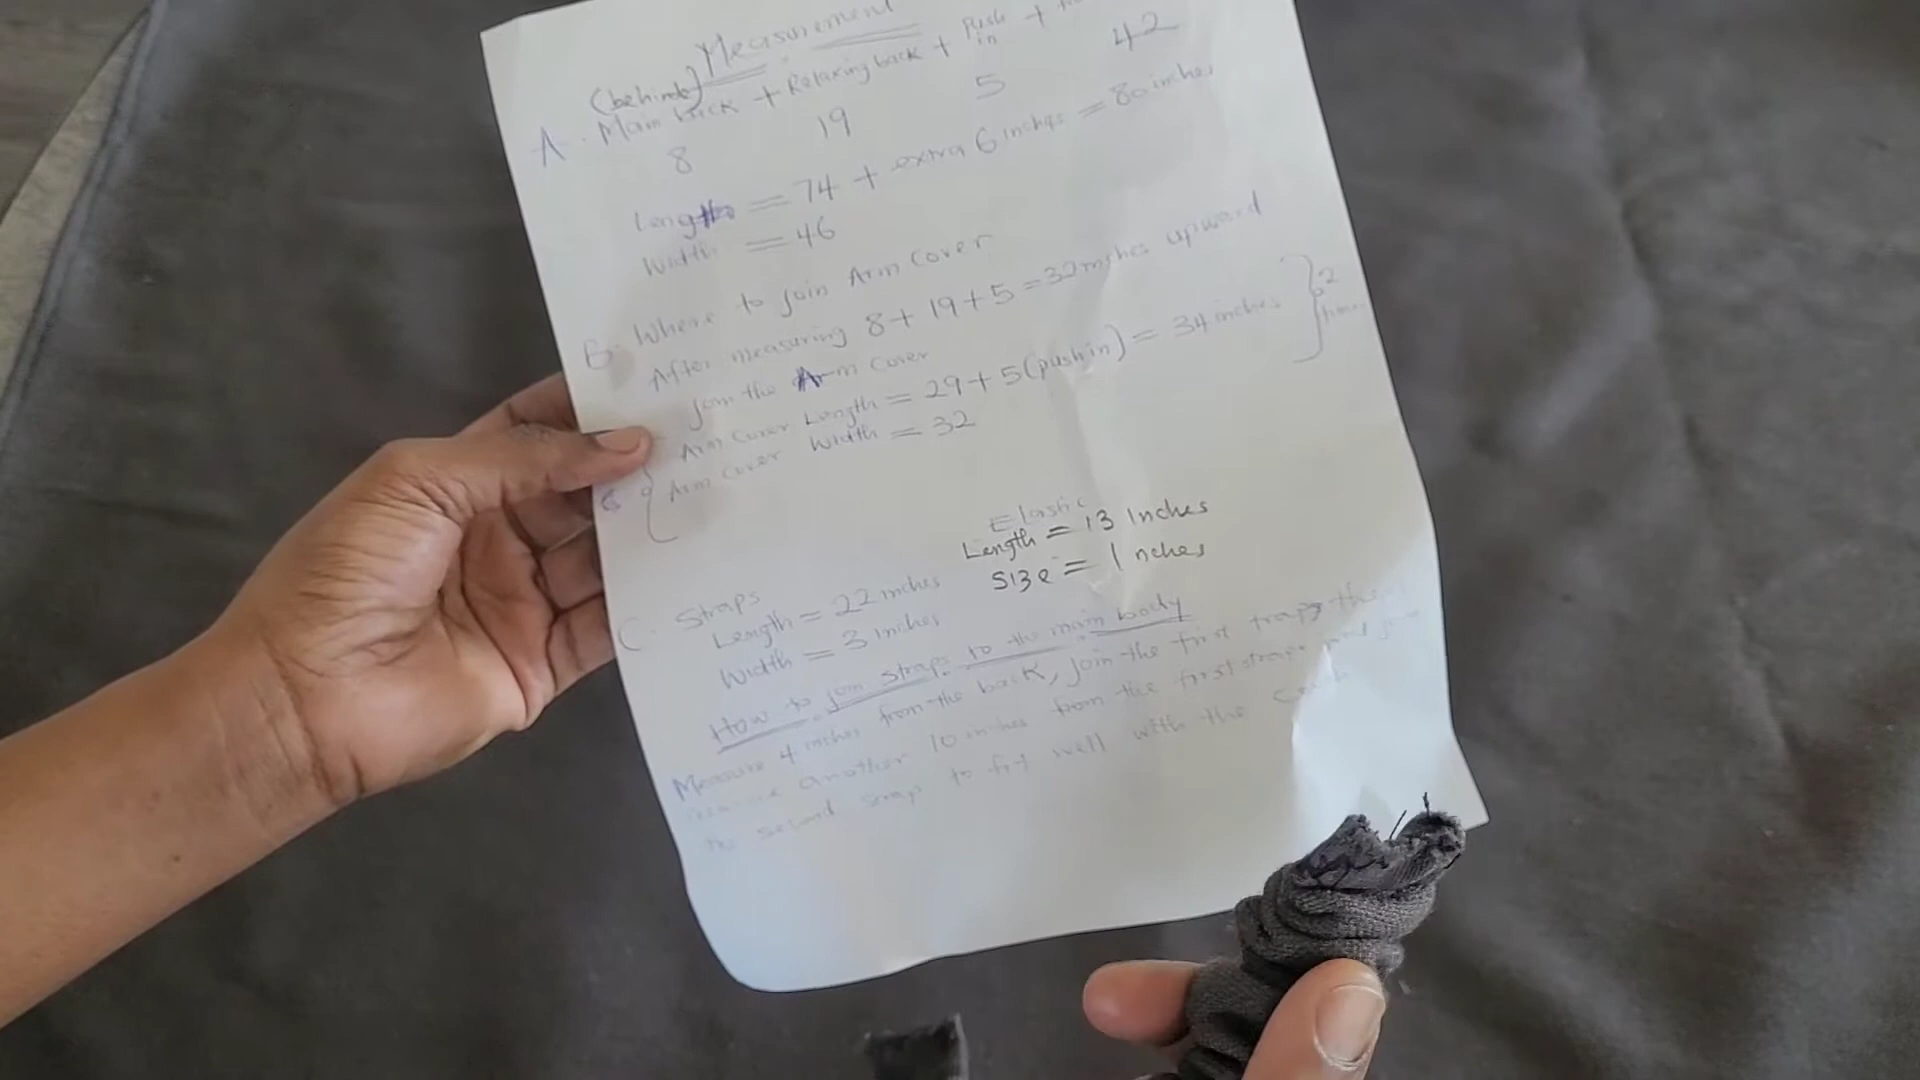 Measurement
(behind)
A. Main back + Relaxing back + Push in +
8 19 5 42
Length = 74 + extra 6 inches = 80 inches
Width = 46
B. Where to join Arm Cover
After measuring 8 + 19 + 5 = 32 inches upward
join the Arm Cover
Arm Cover Length = 29 + 5 (push in) = 34 inches
Arm Cover Width = 32
2
Elastic
Length = 13 Inches
Size = 1 nches
C. Straps
Length = 22 inches
Width = 3 inches
How to join straps to the main body
Measure 4 inches from the back, join the first straps the
another 10 inches from the first straps and
the second strap to fit well with the